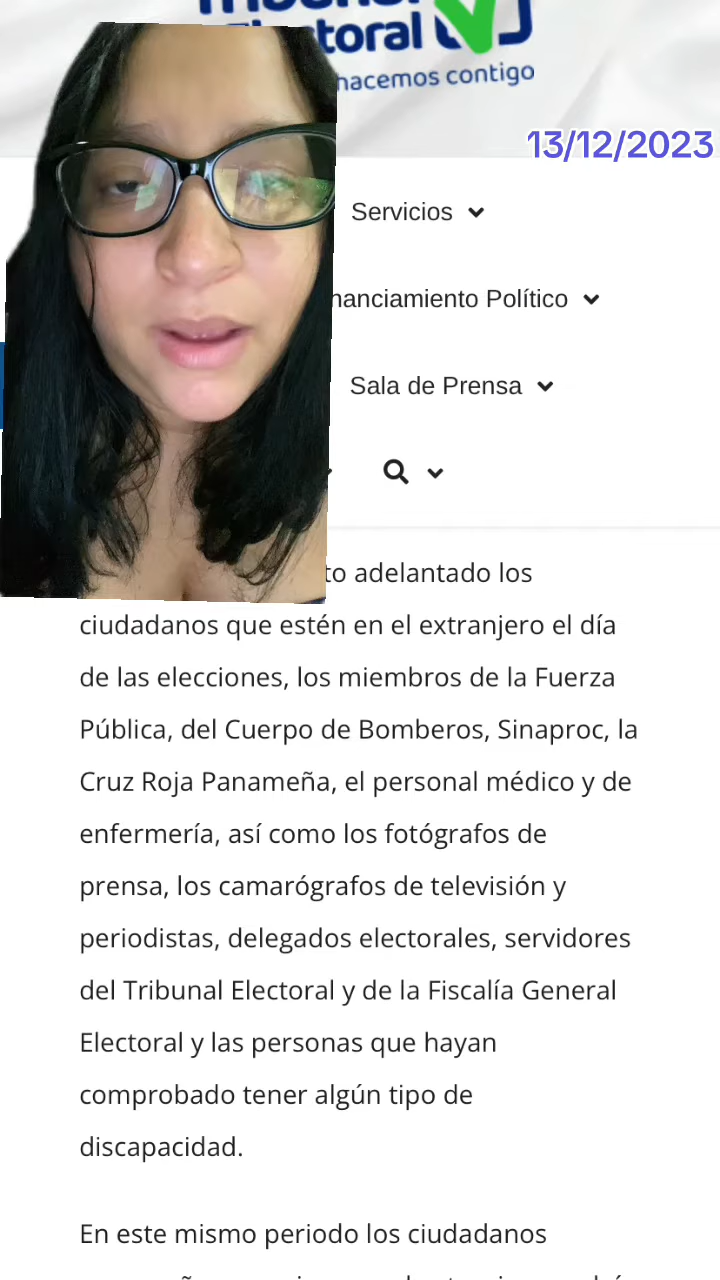 Electoral
hacemos contigo
13/12/2023
Servicios
Político
Sala de Prensa
adelantado los
ciudadanos que estén en el extranjero el día
de las elecciones, los miembros de la Fuerza
Pública, del Cuerpo de Bomberos, Sinaproc, la
Cruz Roja Panameña, el personal médico y de
enfermería, así como los fotógrafos de
prensa, los camarógrafos de televisión y
periodistas, delegados electorales, servidores
del Tribunal Electoral y de la Fiscalía General
Electoral y las personas que hayan
comprobado tener algún tipo de
discapacidad.
En este mismo periodo los ciudadanos